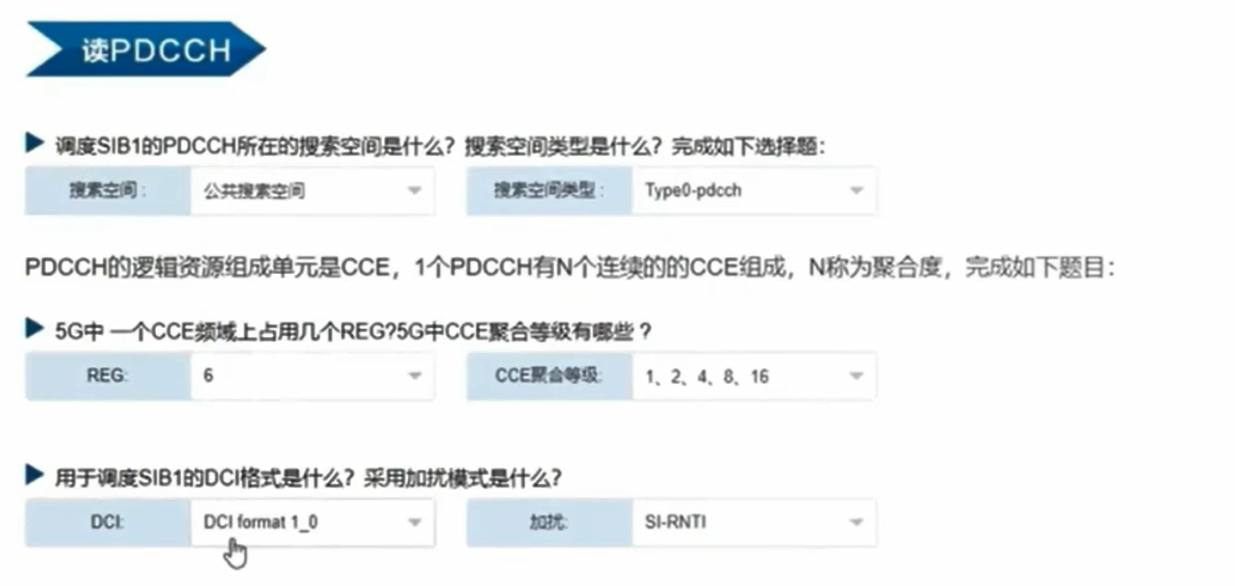 读PDCCH
调度SIB1的PDCCH所在的搜索空间是什么？搜索空间类型是什么？完成如下选择题：
搜索空间： 公共搜索空间 搜索空间类型： Type0-pdcch
PDCCH的逻辑资源组成单元是CCE，1个PDCCH有N个连续的的CCE组成，N称为聚合度，完成如下题目：
5G中一个CCE频域上占用几个REG?5G中CCE聚合等级有哪些？
REG: 6 CCE聚合等级: 1、2、4、8、16
用于调度SIB1的DCI格式是什么？采用加扰模式是什么？
DCI: DCI format 1_0 加扰: SI-RNTI